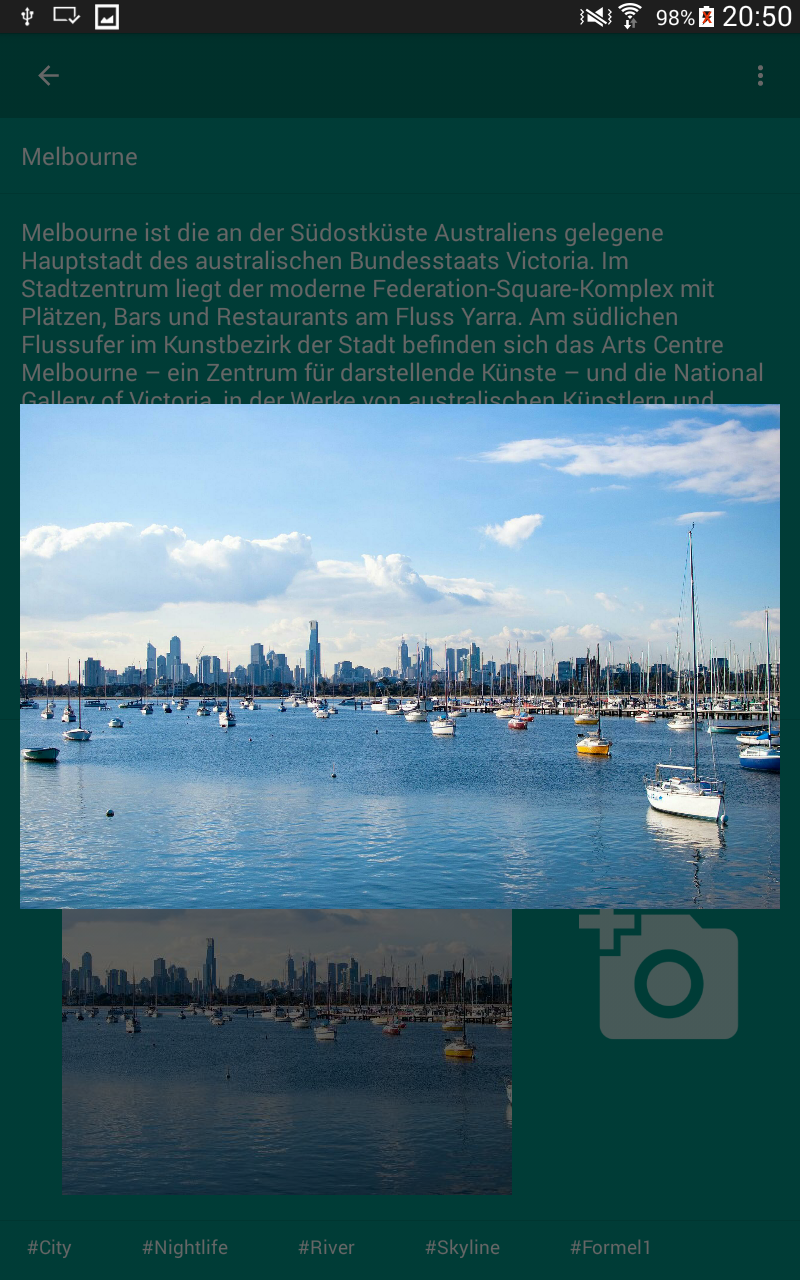 98% 20:50
Melbourne
Melbourne ist die an der Südostküste Australiens gelegene
Hauptstadt des australischen Bundesstaats Victoria. Im
Stadtzentrum liegt der moderne Federation-Square-Komplex mit
Plätzen, Bars und Restaurants am Fluss Yarra. Am südlichen
Flussufer im Kunstbezirk der Stadt befinden sich das Arts Centre
Melbourne – ein Zentrum für darstellende Künste – und die National
Gallery of Victoria, in der Werke von australischen Künstlern und
#City #Nightlife #River #Skyline #Formel1